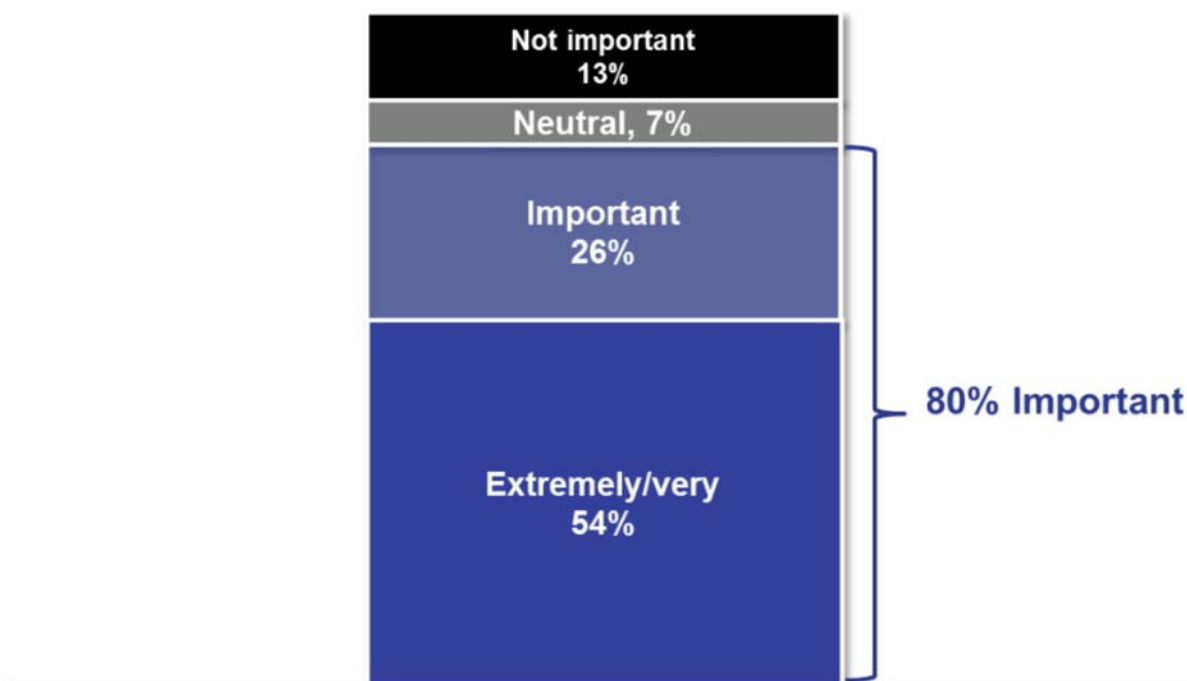 Not important
13%
Neutral, 7%
Important
26%
80% Important
Extremely/very
54%